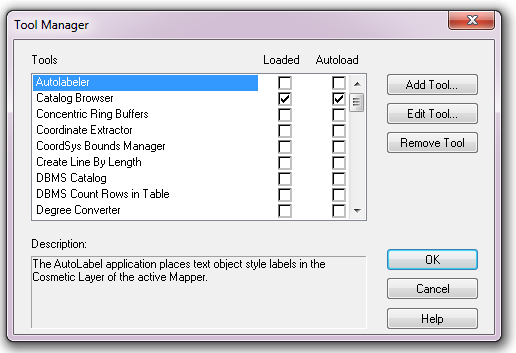 Tool Manager
Tools Loaded Autoload
Autolabeler
Catalog Browser
Concentric Ring Buffers
Coordinate Extractor
CoordSys Bounds Manager
Create Line By Length
DBMS Catalog
DBMS Count Rows in Table
Degree Converter
Add Tool...
Edit Tool...
Remove Tool
Description:
The AutoLabel application places text object style labels in the
Cosmetic Layer of the active Mapper.
OK
Cancel
Help